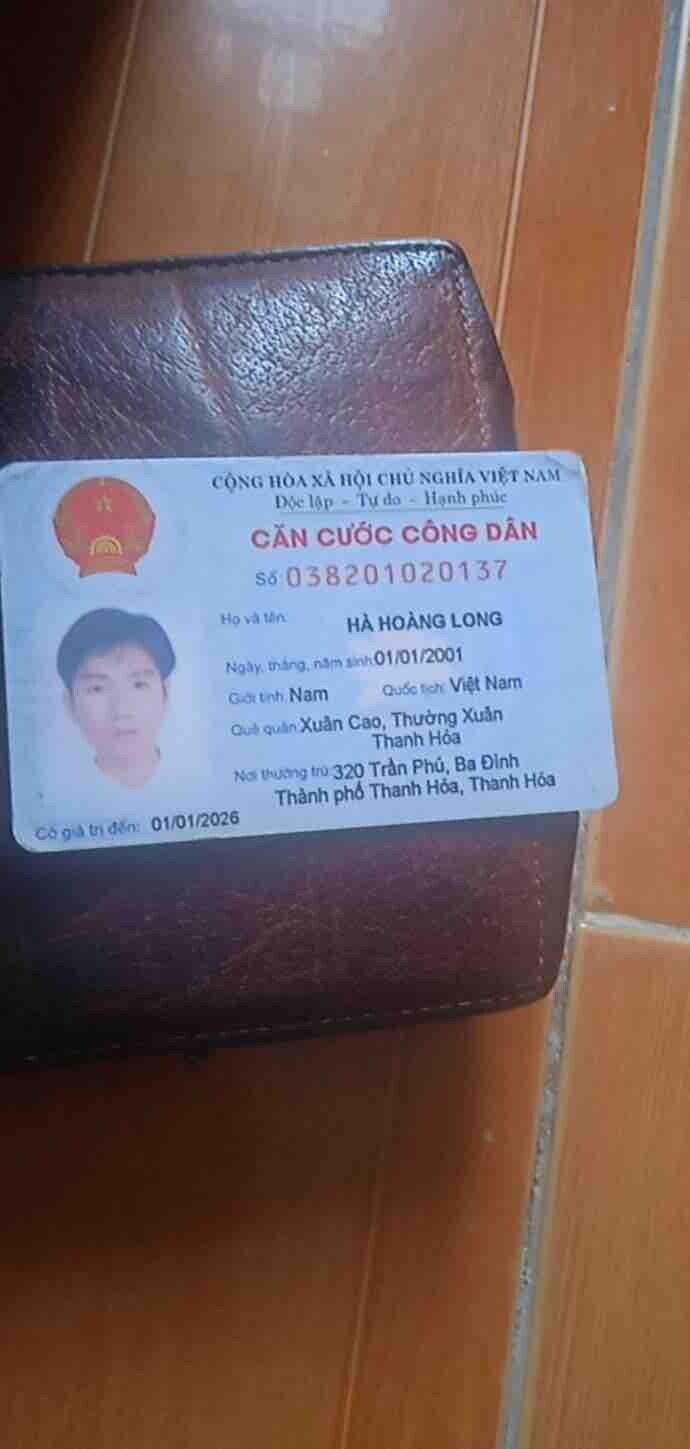 CỘNG HÒA XÃ HỘI CHỦ NGHĨA VIỆT NAM
Độc lập - Tự do - Hạnh phúc
CĂN CƯỚC CÔNG DÂN
Số 038201020137
Họ và tên: HÀ HOÀNG LONG
Ngày, tháng, năm sinh: 01/01/2001
Giới tính: Nam Quốc tịch: Việt Nam
Quê quán: Xuân Cao, Thường Xuân
Thanh Hóa
Nơi thường trú: 320 Trần Phú, Ba Đình
Thành phố Thanh Hóa, Thanh Hóa
Có giá trị đến: 01/01/2026